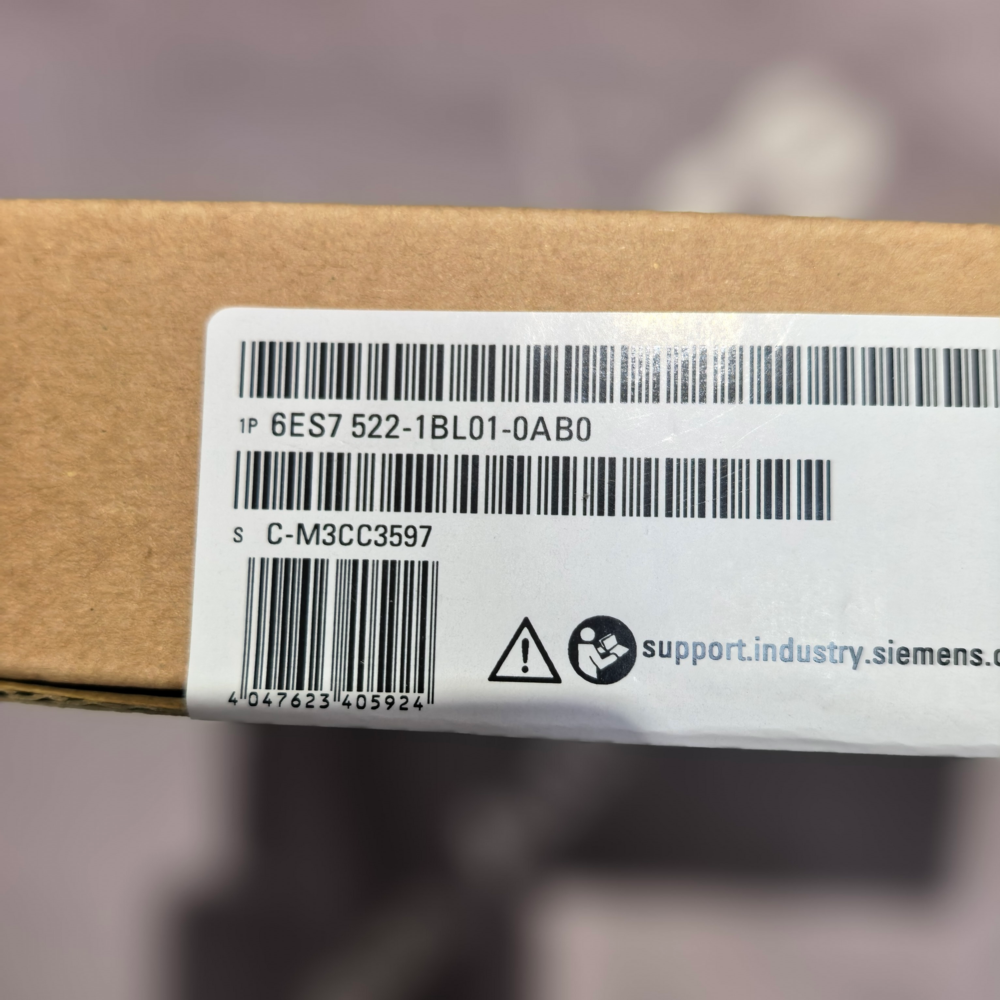 1P 6ES7 522-1BL01-0AB0
S C-M3CC3597
support.industry.siemens.
4 047623 405924